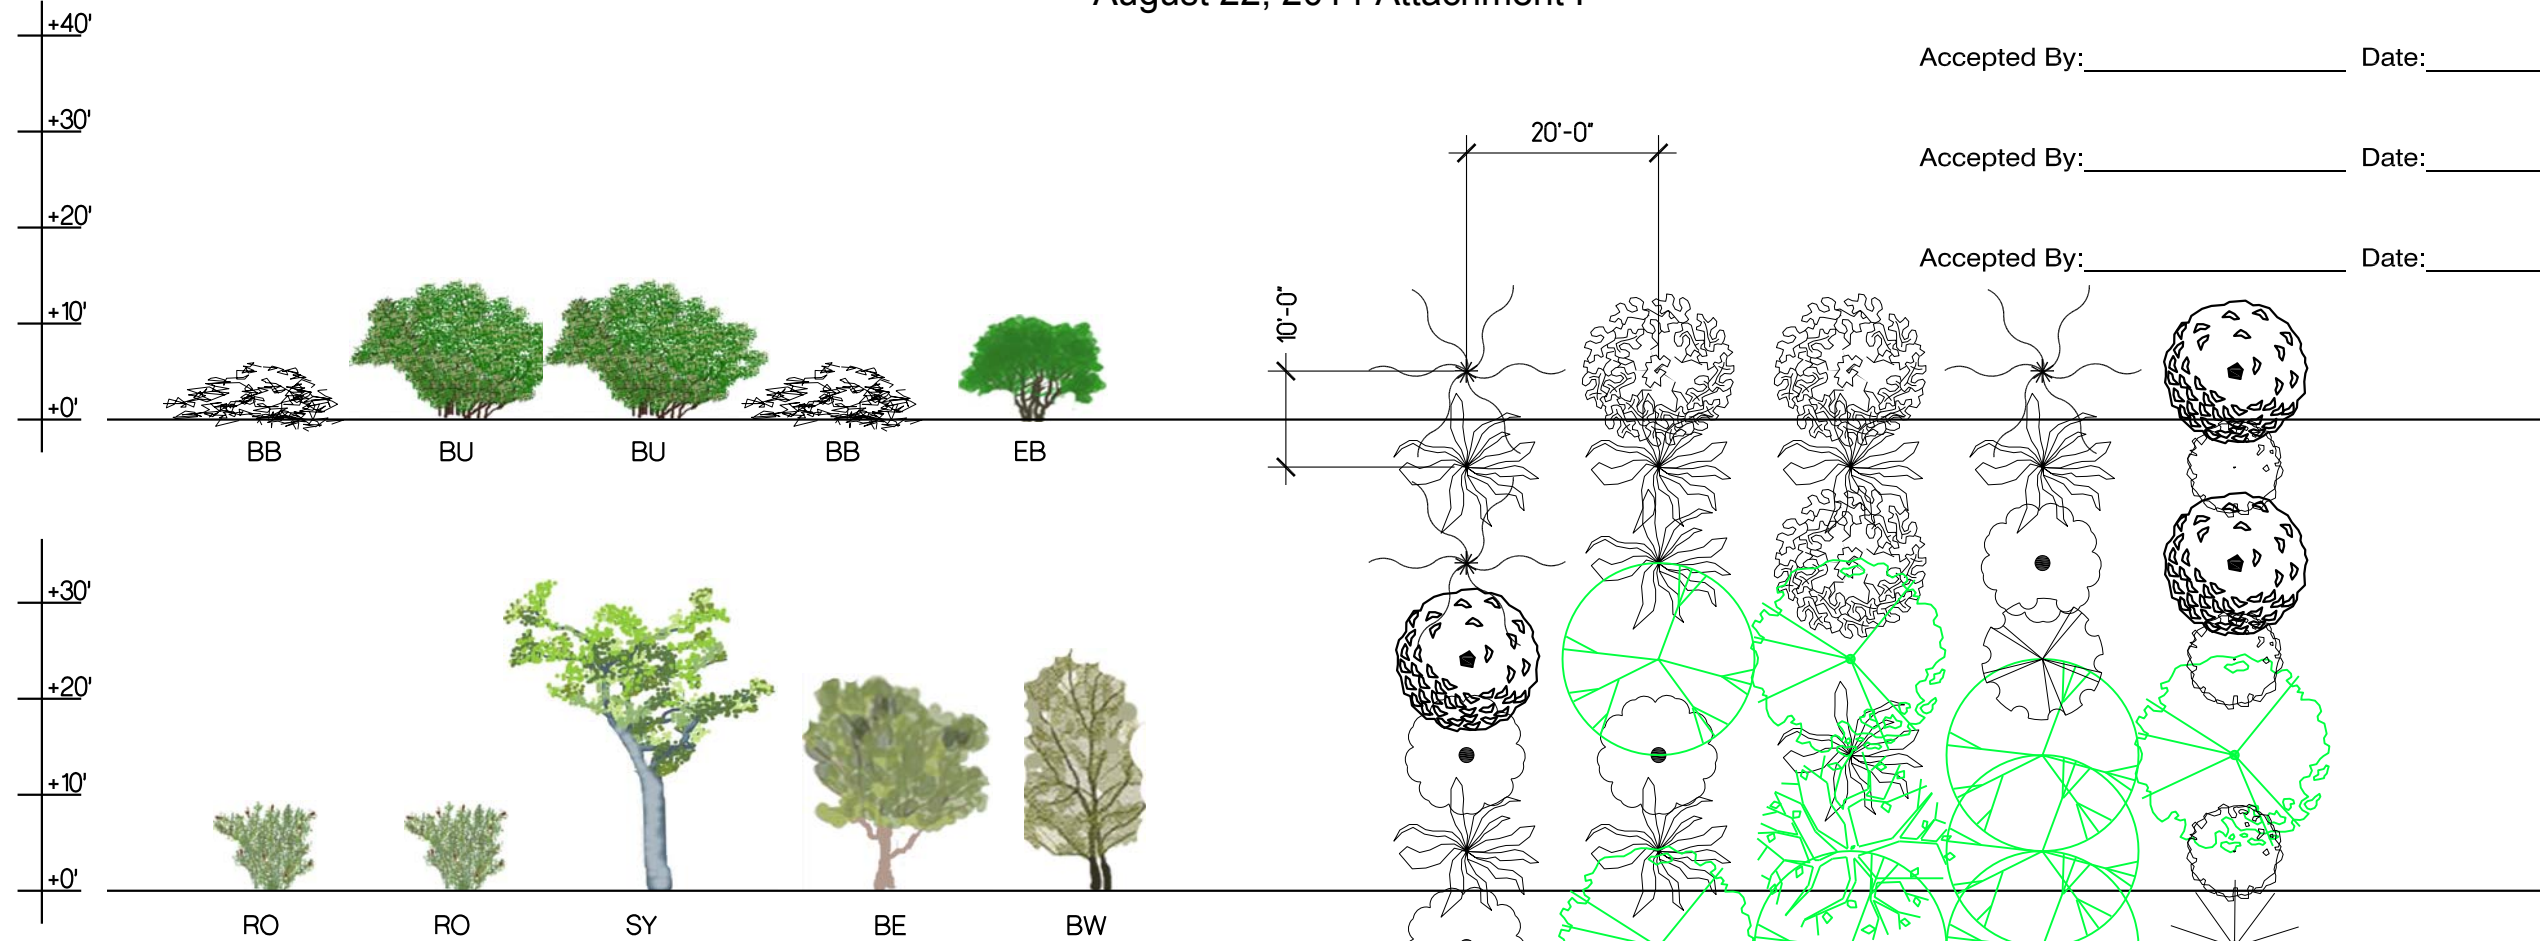 +40'
Accepted By: Date:
+30'
20'-0"
Accepted By: Date:
+20'
Accepted By: Date:
+10'
10'-0"
+0'
BB BU BU BB EB
+30'
+20'
+10'
+0'
RO RO SY BE BW